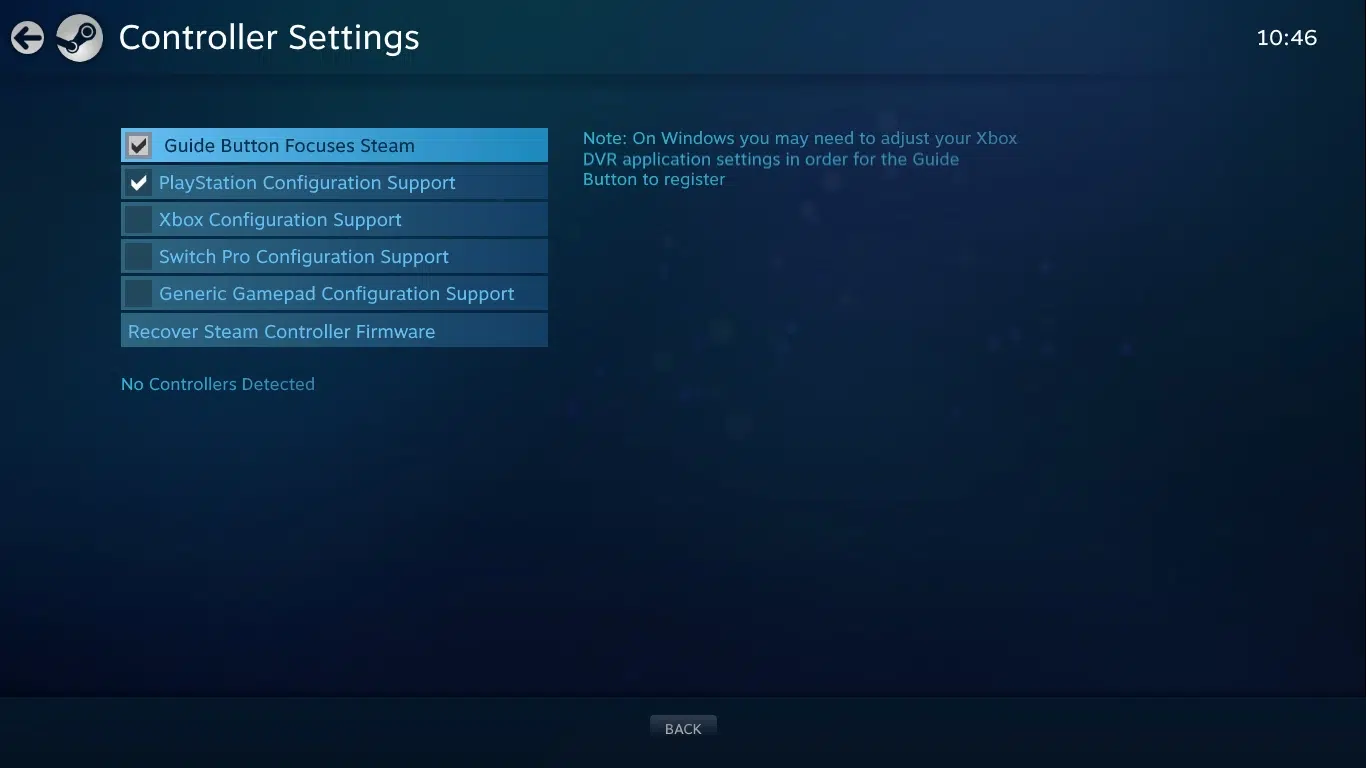 Controller Settings
10:46
Guide Button Focuses Steam
PlayStation Configuration Support
Xbox Configuration Support
Switch Pro Configuration Support
Generic Gamepad Configuration Support
Recover Steam Controller Firmware
No Controllers Detected
Note: On Windows you may need to adjust your Xbox
DVR application settings in order for the Guide
Button to register
BACK